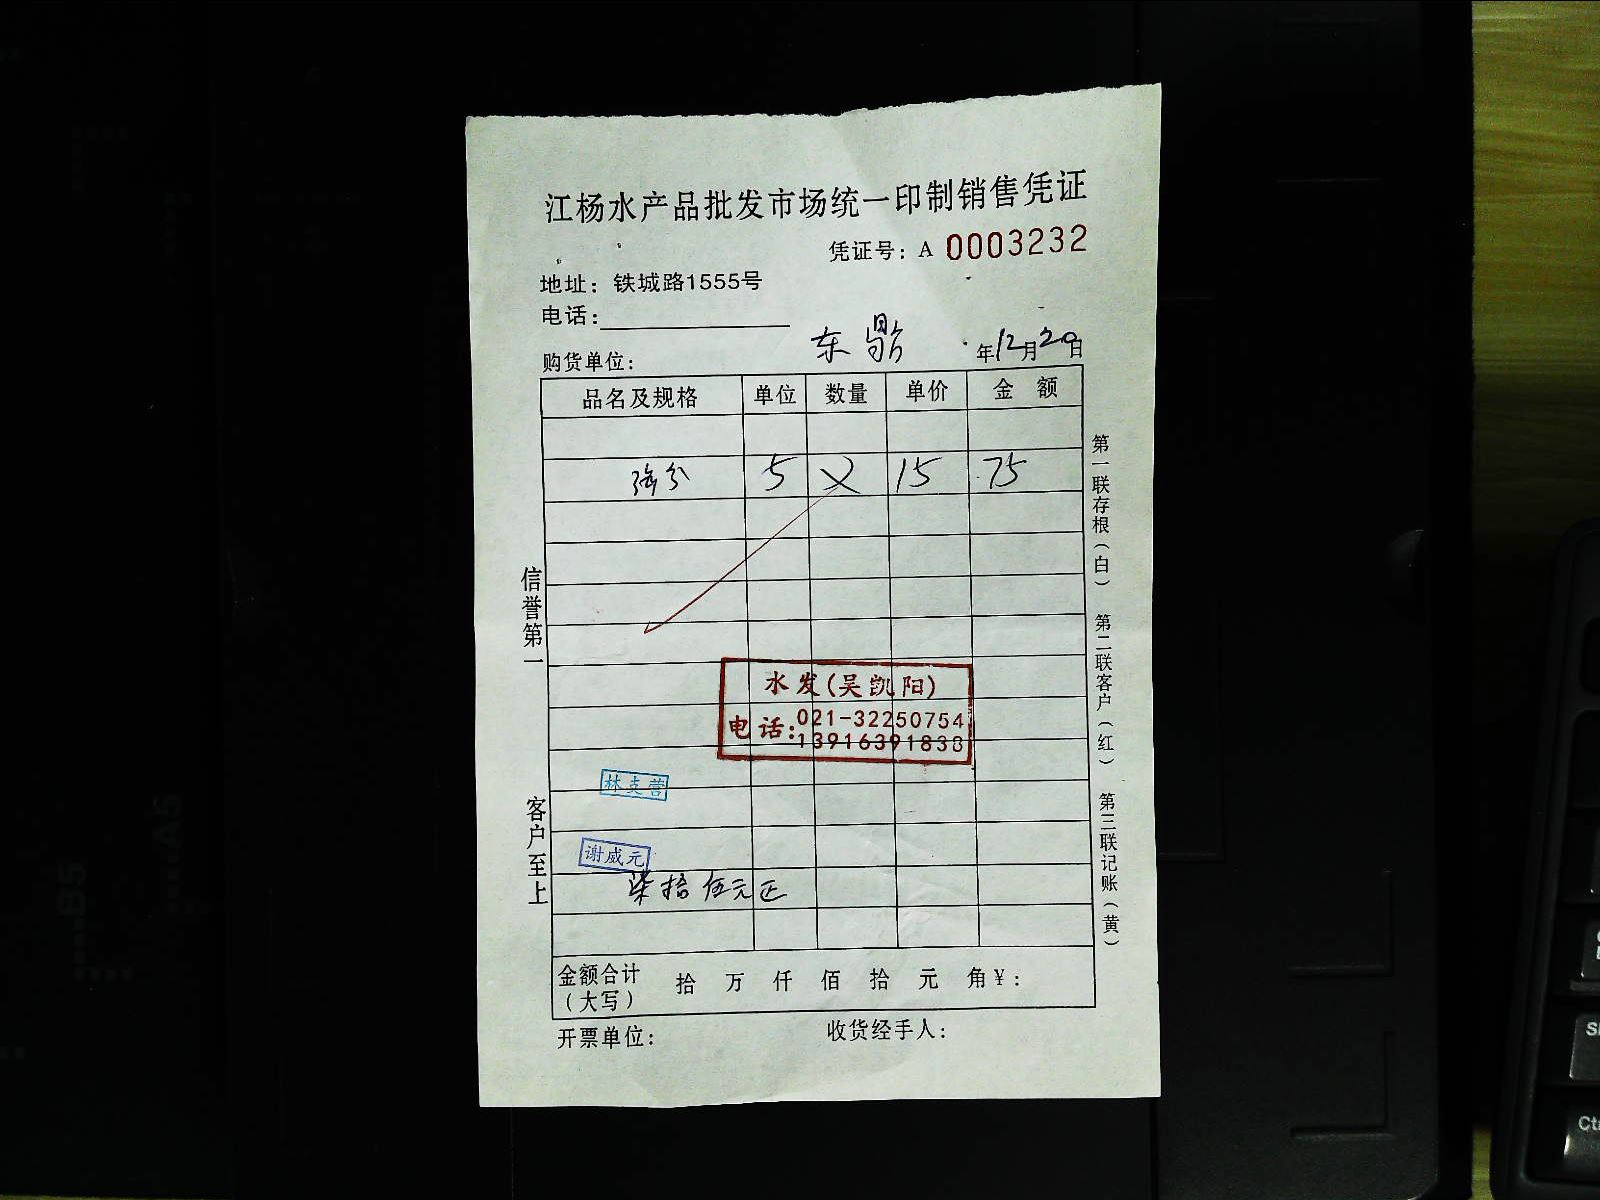 江杨水产品批发市场统一印制销售凭证
凭证号: A 0003232
地址: 铁城路1555号
电话:
东
年12月20日
购货单位:
品名及规格 单位 数量 单价 金 额
5 × 15 75
水发(吴凯阳)
电话:021-32250754
13916391838
林支营
谢威元
柒拾伍元正
金额合计 拾 万 仟 佰 拾 元 角¥:
(大写)
开票单位: 收货经手人:
信誉第一
客户至上
第一联存根(白)
第二联客户(红)
第三联记账(黄)
B5
A5
Ctr